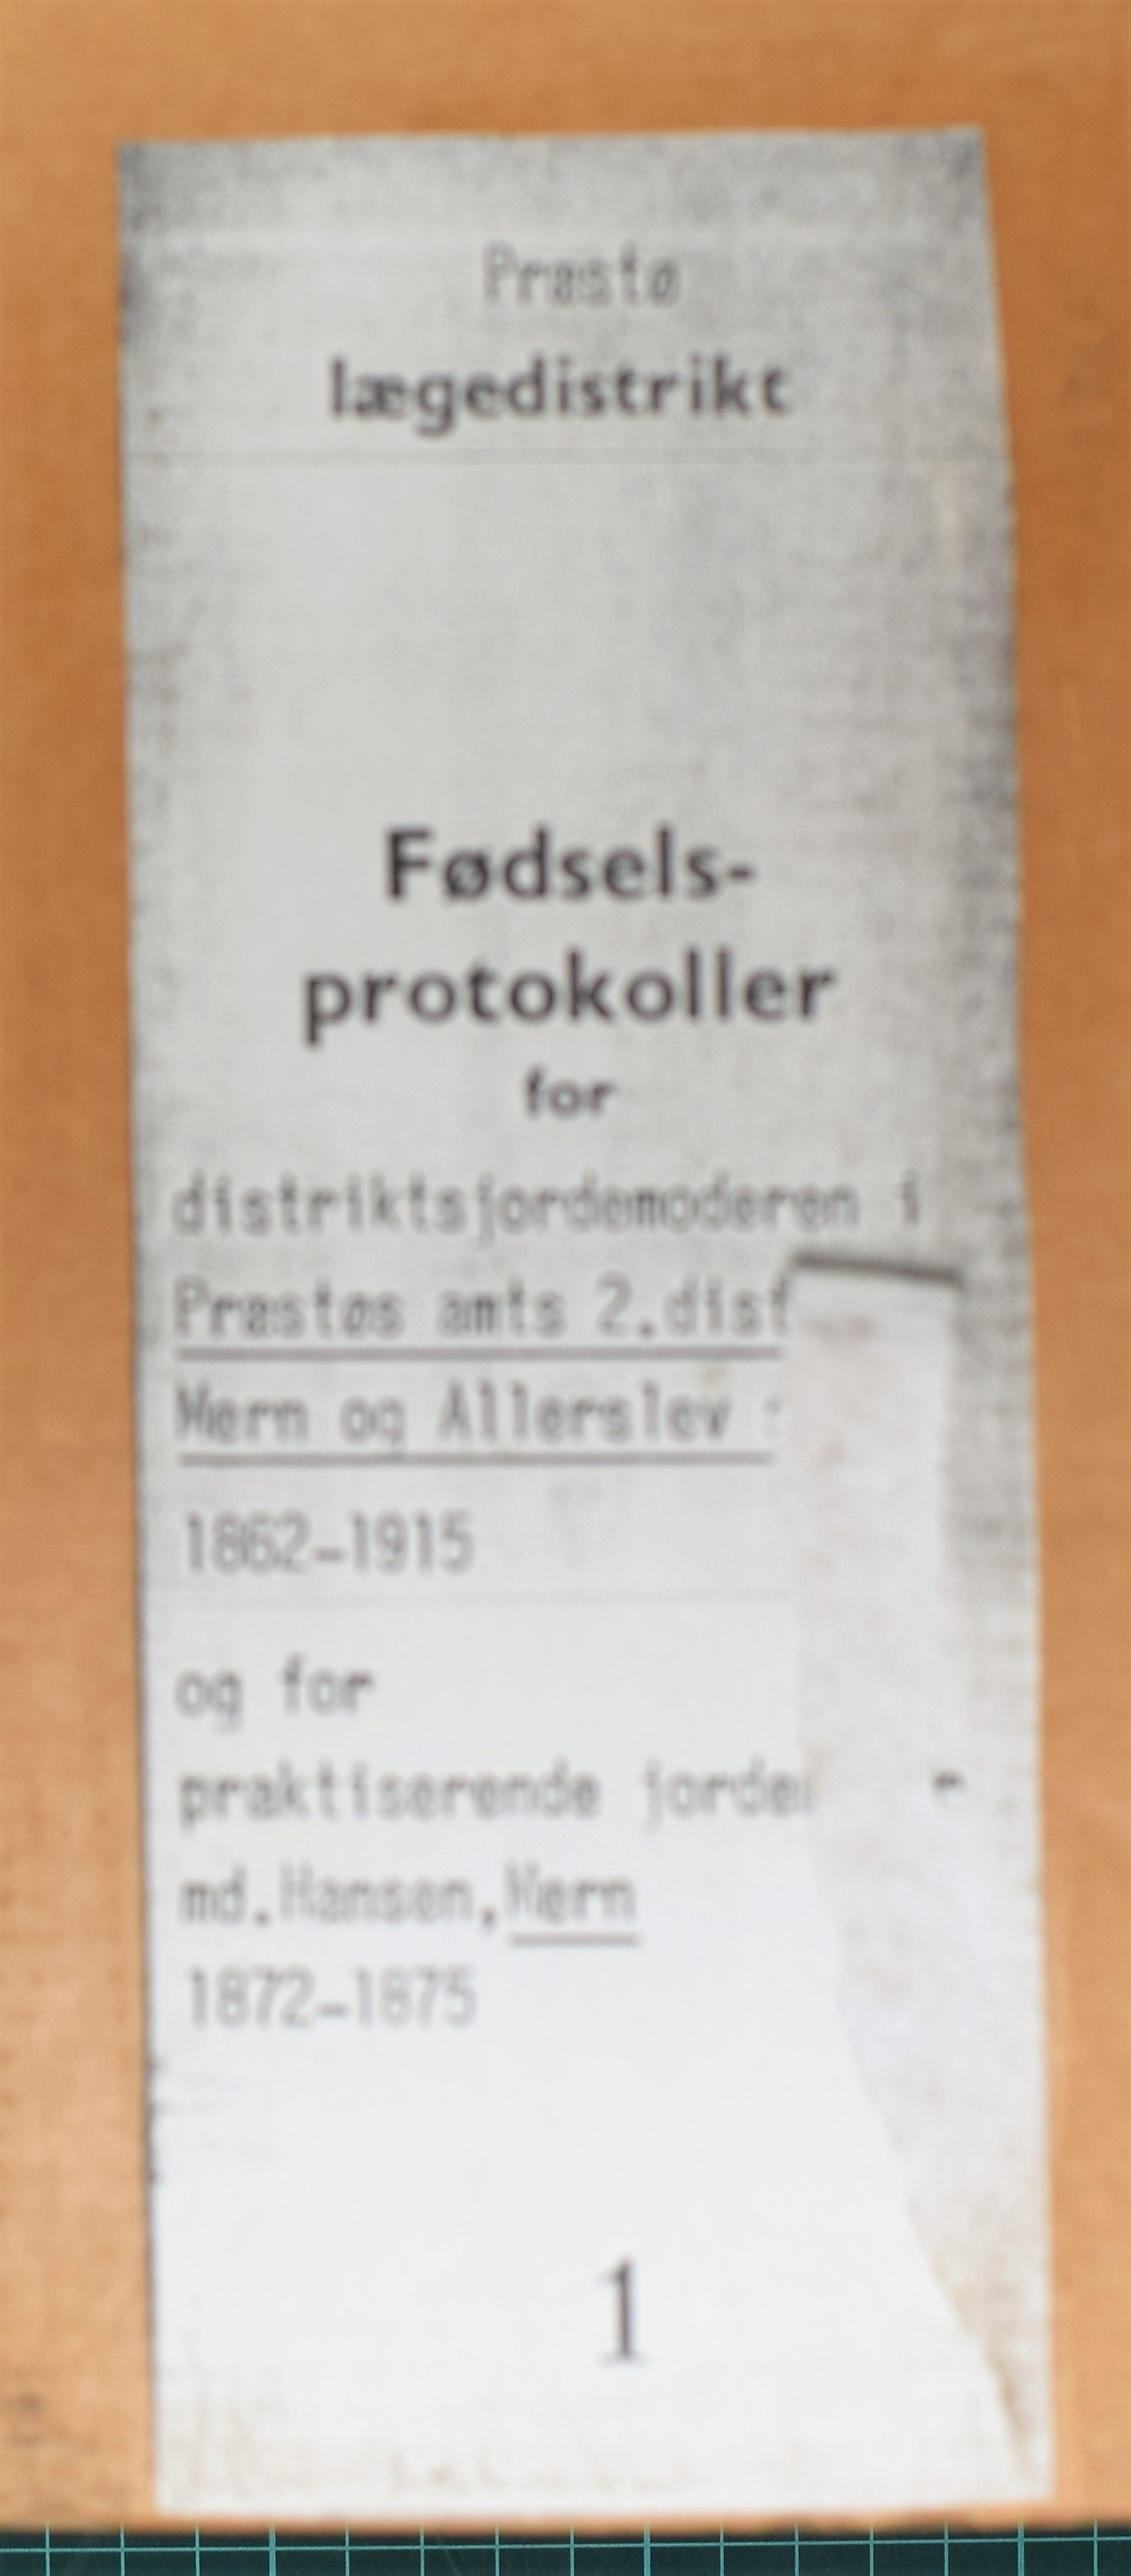 Præstø
lægedistrikt
Fødsels-
protokoller
for
distriktsjordemoderen i
Præstøs amts 2.dist
Mern og Allerslev
1862-1915
og for
praktiserende jordem r
md.Hansen,Mern
1872-1875
1